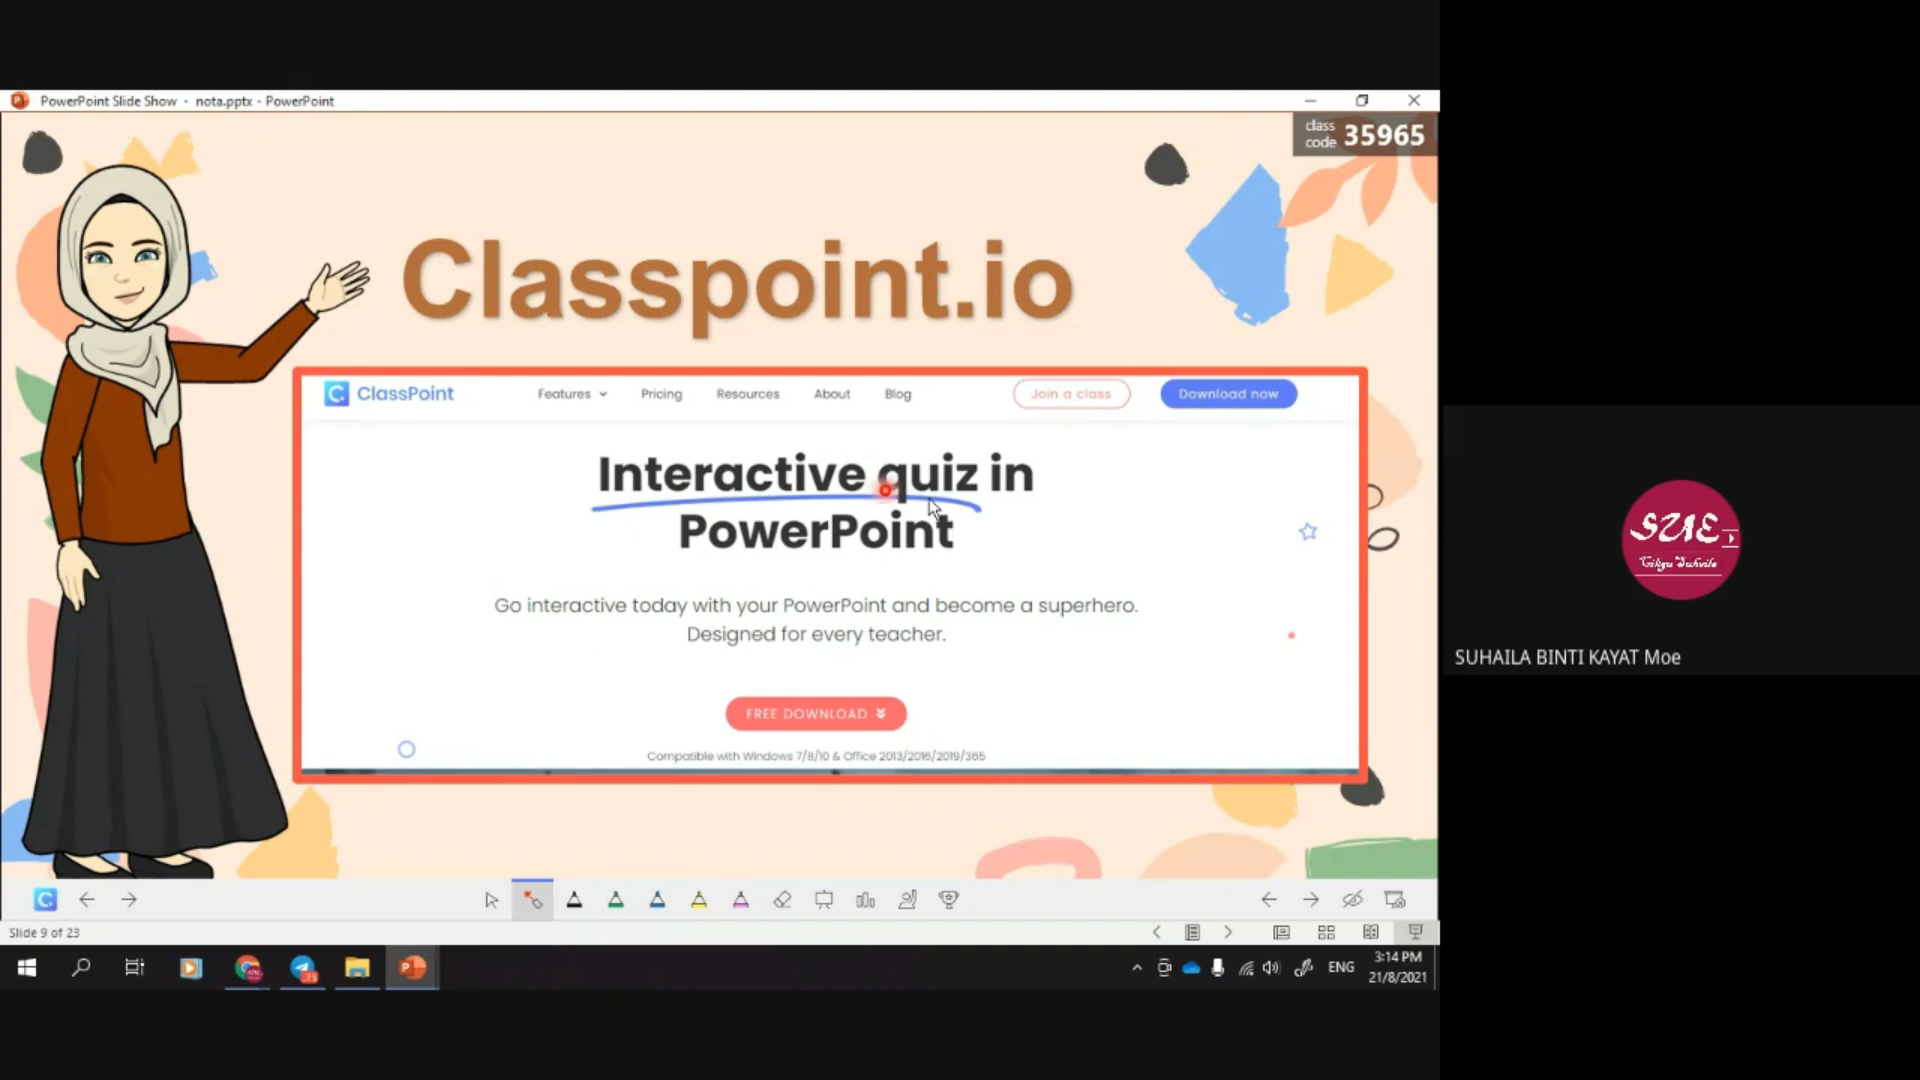 PowerPoint Slide Show - nota.pptx - PowerPoint
class code 35965
Classpoint.io
ClassPoint Features Pricing Resources About Blog Join a class Download now
Interactive quiz in
PowerPoint
Go interactive today with your PowerPoint and become a superhero.
Designed for every teacher.
FREE DOWNLOAD
Compatible with Windows 7/8/10 & Office 2013/2016/2019/365
SUHAILA BINTI KAYAT Moe
Slide 9 of 23
ENG
3:14 PM
21/8/2021